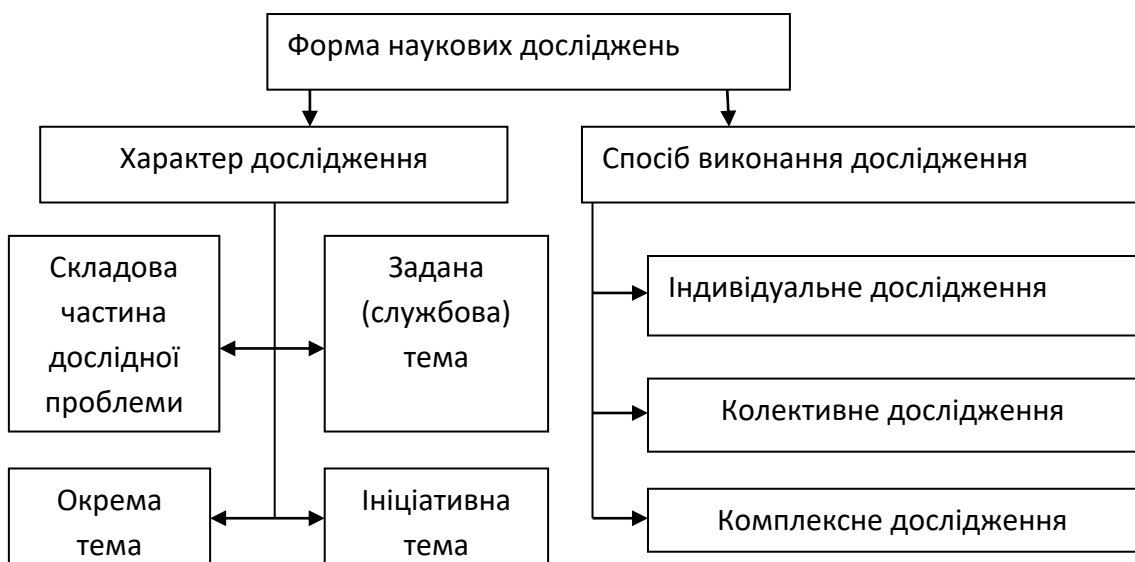 Форма наукових досліджень
Характер дослідження
Спосіб виконання дослідження
Складова
частина
дослідної
проблеми
Задана
(службова)
тема
Окрема
тема
Ініціативна
тема
Індивідуальне дослідження
Колективне дослідження
Комплексне дослідження